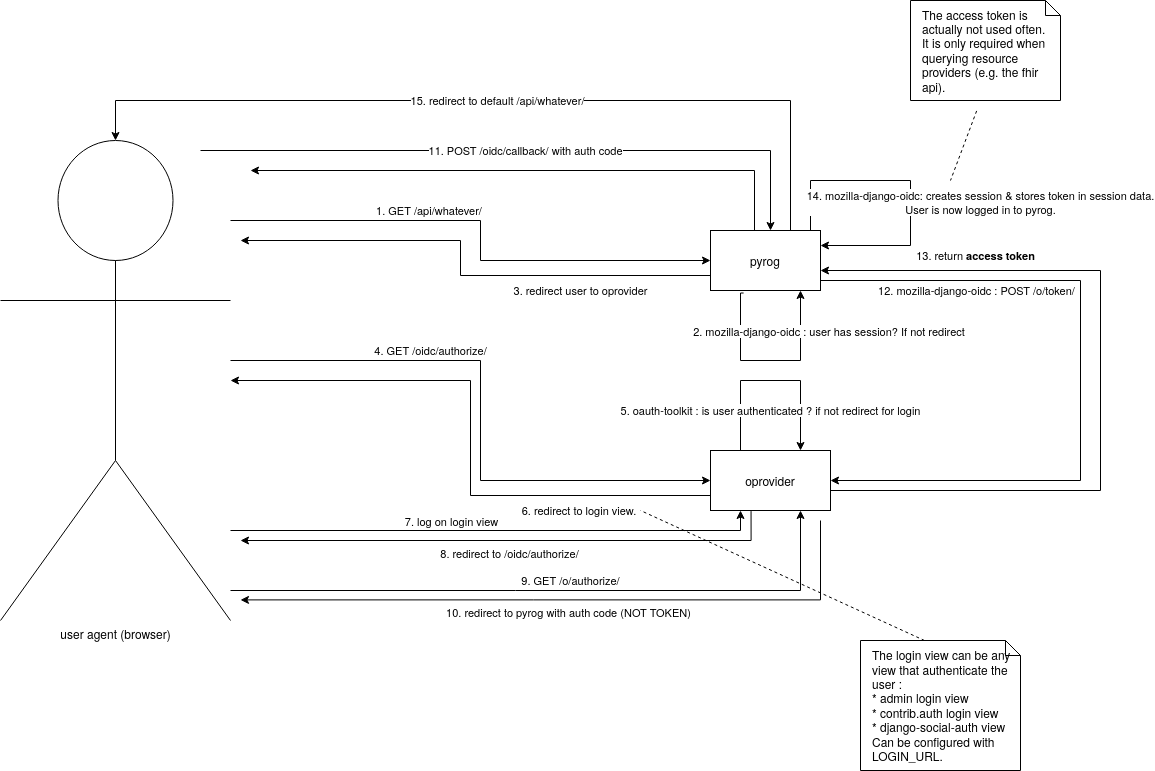 The access token is
actually not used often.
It is only required when
querying resource
providers (e.g. the fhir
api).
15. redirect to default /api/whatever/
11. POST /oidc/callback/ with auth code
14. mozilla-django-oidc: creates session & stores token in session data.
User is now logged in to pyrog.
1. GET /api/whatever/
pyrog
13. return access token
3. redirect user to oprovider
12. mozilla-django-oidc : POST /o/token/
2. mozilla-django-oidc : user has session? If not redirect
4. GET /oidc/authorize/
5. oauth-toolkit : is user authenticated ? if not redirect for login
oprovider
6. redirect to login view.
7. log on login view
8. redirect to /oidc/authorize/
9. GET /o/authorize/
10. redirect to pyrog with auth code (NOT TOKEN)
user agent (browser)
The login view can be any
view that authenticate the
user :
* admin login view
* contrib.auth login view
* django-social-auth view
Can be configured with
LOGIN_URL.